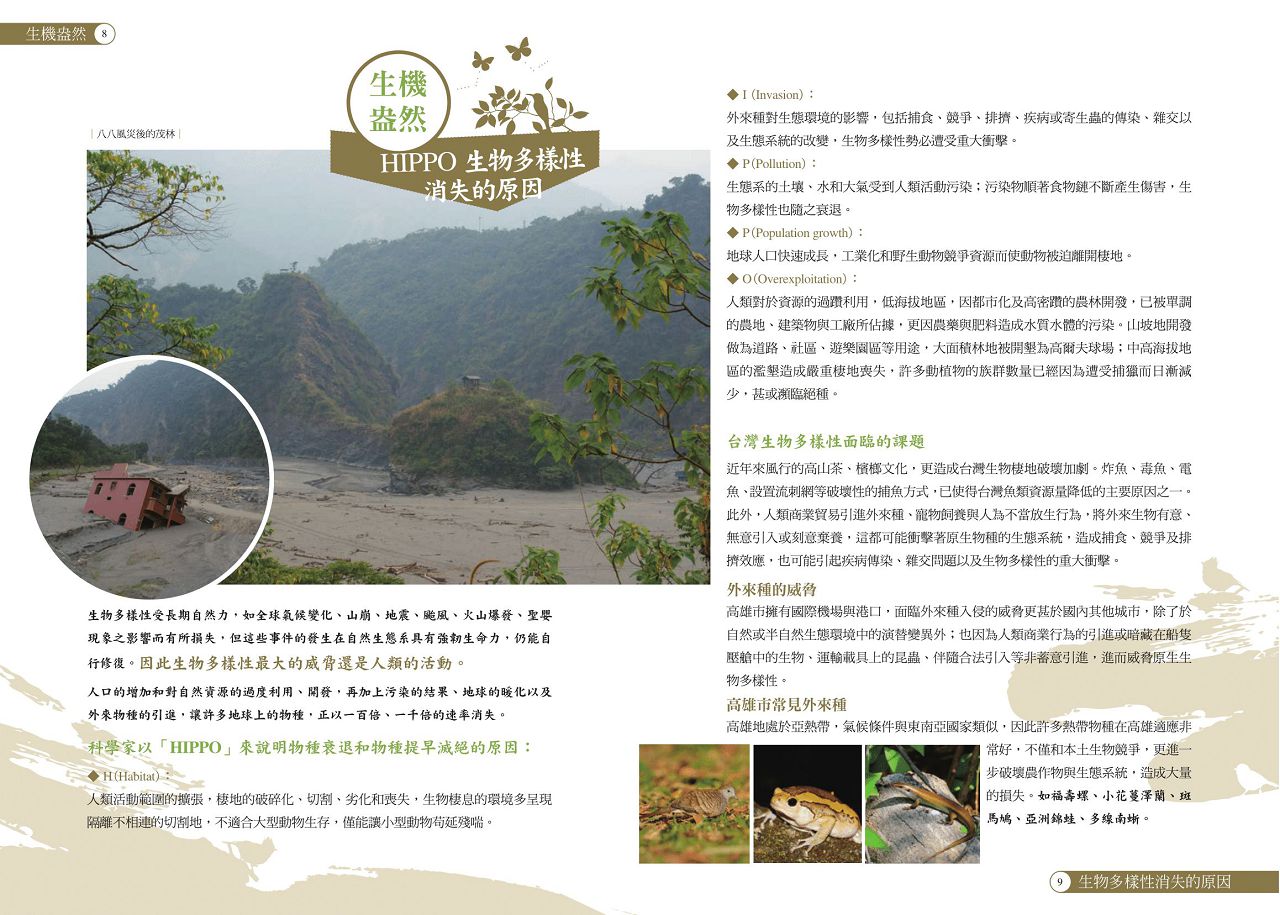 生機盎然 8
生機
盎然
HIPPO 生物多樣性
消失的原因
|八八風災後的茂林|
生物多樣性受長期自然力，如全球氣候變化、山崩、地震、颱風、火山爆發、聖嬰
現象之影響而有所損失，但這些事件的發生在自然生態系具有強韌生命力，仍能自
行修復。因此生物多樣性最大的威脅還是人類的活動。
人口的增加和對自然資源的過度利用、開發，再加上污染的結果、地球的暖化以及
外來物種的引進，讓許多地球上的物種，正以一百倍、一千倍的速率消失。
科學家以「HIPPO」來說明物種衰退和物種提早滅絕的原因：
◆ H(Habitat)：
人類活動範圍的擴張，棲地的破碎化、切割、劣化和喪失，生物棲息的環境多呈現
隔離不相連的切割地，不適合大型動物生存，僅能讓小型動物苟延殘喘。
◆ I (Invasion)：
外來種對生態環境的影響，包括捕食、競爭、排擠、疾病或寄生蟲的傳染、雜交以
及生態系統的改變，生物多樣性勢必遭受重大衝擊。
◆ P(Pollution)：
生態系的土壤、水和大氣受到人類活動污染；污染物順著食物鏈不斷產生傷害，生
物多樣性也隨之衰退。
◆ P(Population growth)：
地球人口快速成長，工業化和野生動物競爭資源而使動物被迫離開棲地。
◆ O(Overexploitation)：
人類對於資源的過躓利用，低海拔地區，因都市化及高密躓的農林開發，已被單調
的農地、建築物與工廠所佔據，更因農藥與肥料造成水質水體的污染。山坡地開發
做為道路、社區、遊樂園區等用途，大面積林地被開墾為高爾夫球場；中高海拔地
區的濫墾造成嚴重棲地喪失，許多動植物的族群數量已經因為遭受捕獵而日漸減
少，甚或瀕臨絕種。
台灣生物多樣性面臨的課題
近年來風行的高山茶、檳榔文化，更造成台灣生物棲地破壞加劇。炸魚、毒魚、電
魚、設置流刺網等破壞性的捕魚方式，已使得台灣魚類資源量降低的主要原因之一。
此外，人類商業貿易引進外來種、寵物飼養與人為不當放生行為，將外來生物有意、
無意引入或刻意棄養，這都可能衝擊著原生物種的生態系統，造成捕食、競爭及排
擠效應，也可能引起疾病傳染、雜交問題以及生物多樣性的重大衝擊。
外來種的威脅
高雄市擁有國際機場與港口，面臨外來種入侵的威脅更甚於國內其他城市，除了於
自然或半自然生態環境中的演替變異外；也因為人類商業行為的引進或暗藏在船隻
壓艙中的生物、運輸載具上的昆蟲、伴隨合法引入等非蓄意引進，進而威脅原生生
物多樣性。
高雄市常見外來種
高雄地處於亞熱帶，氣候條件與東南亞國家類似，因此許多熱帶物種在高雄適應非
常好，不僅和本土生物競爭，更進一
步破壞農作物與生態系統，造成大量
的損失。如福壽螺、小花蔓澤蘭、斑
馬鳩、亞洲錦蛙、多線南蜥。
9 生物多樣性消失的原因